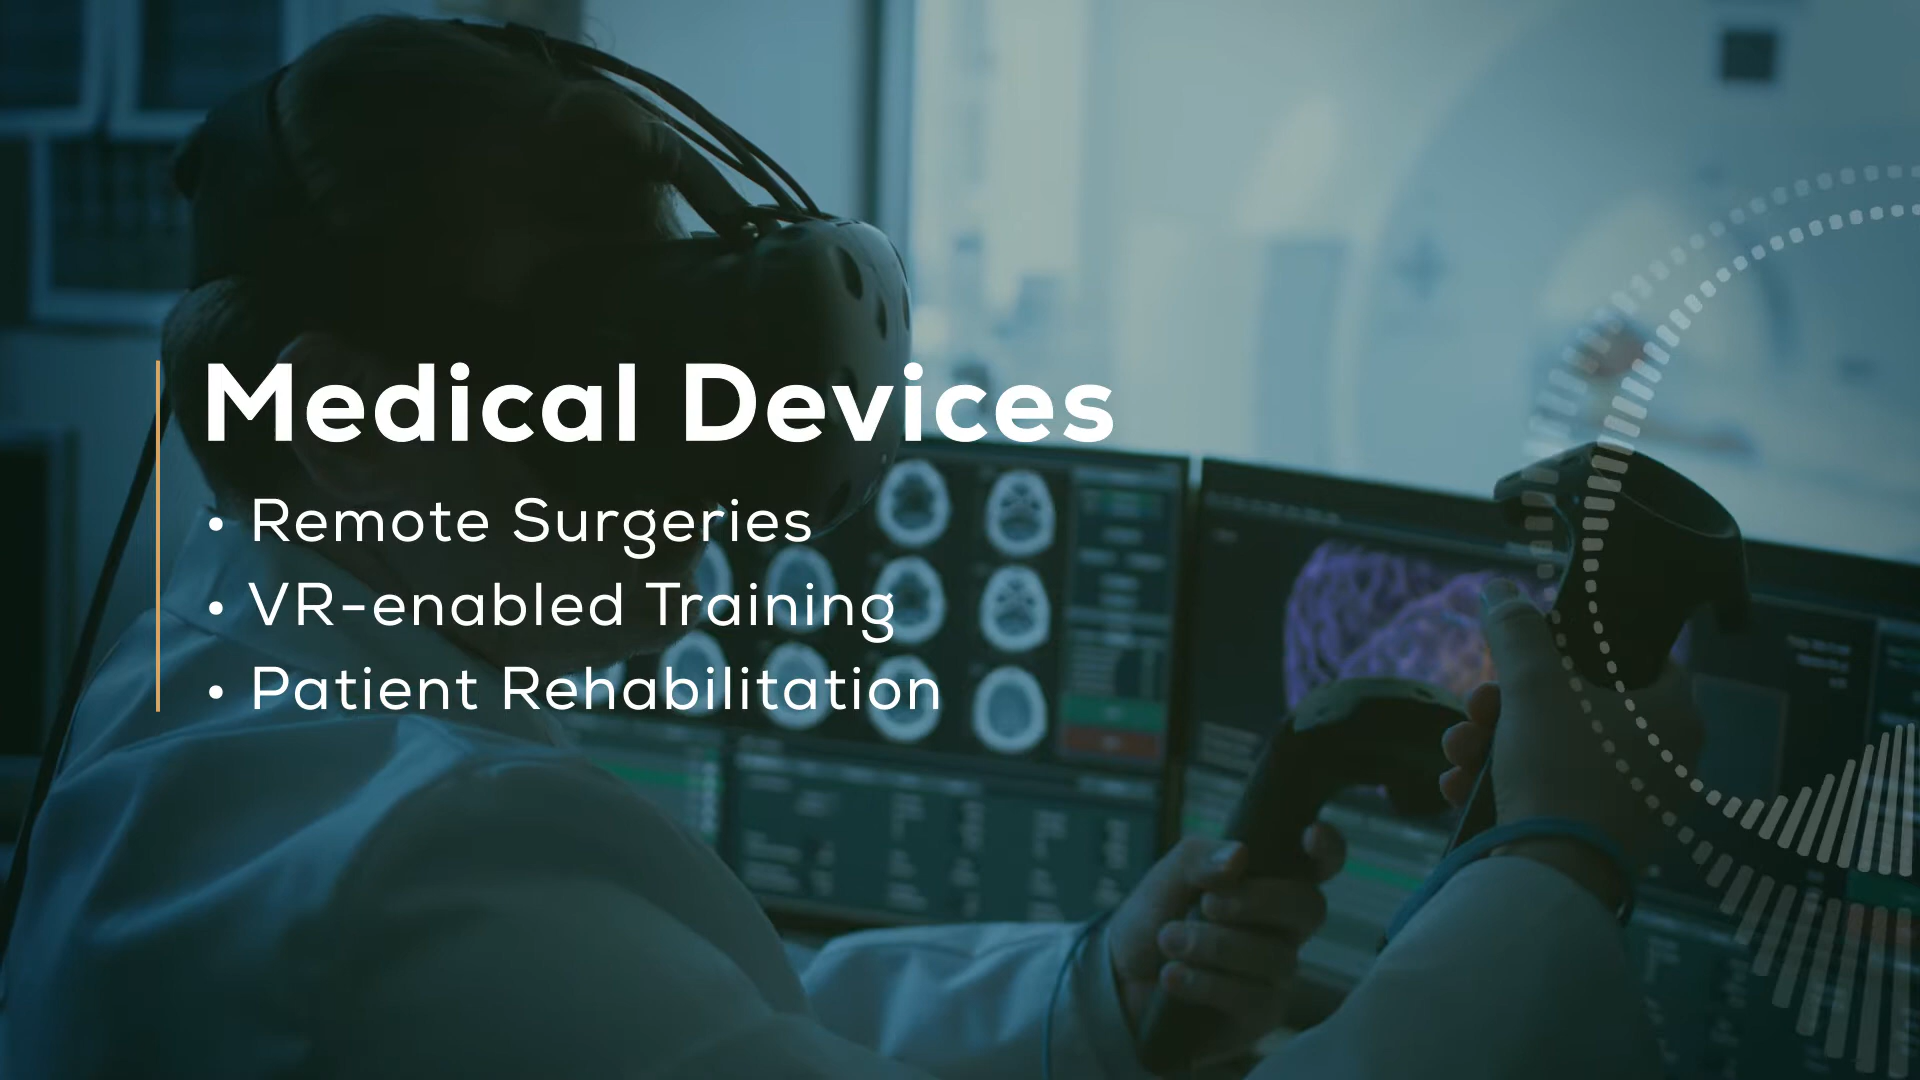 Medical Devices
• Remote Surgeries
• VR-enabled Training
• Patient Rehabilitation